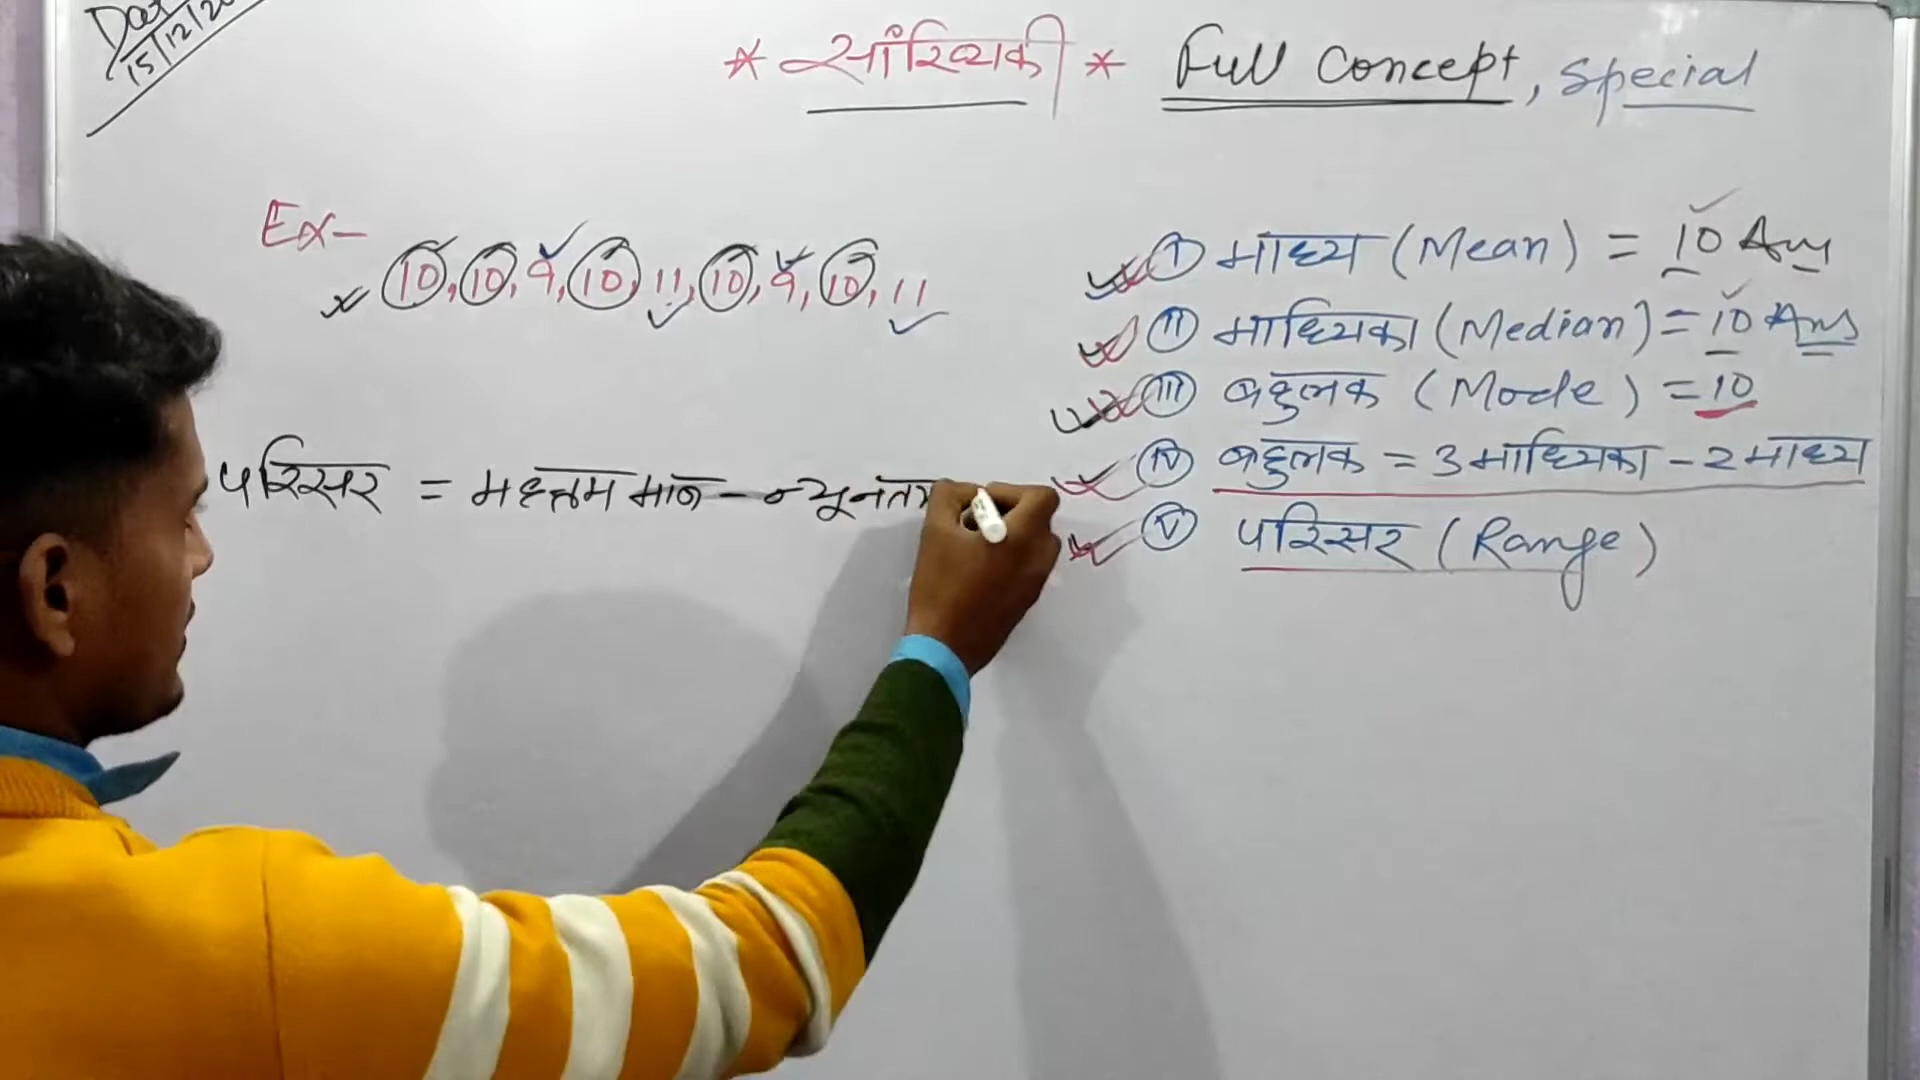 15/12/20
* सांख्यिकी * Full Concept, Special
Ex-
10, 10, 9, 10, 11, 10, 9, 10, 11
I माध्य (Mean) = 10 Ans
II माध्यिका (Median) = 10 Ans
III बहुलक (Mode) = 10
IV बहुलक = 3 माध्यिका - 2 माध्य
V परिसर (Range)
परिसर = महत्तम मान - न्यूनतम